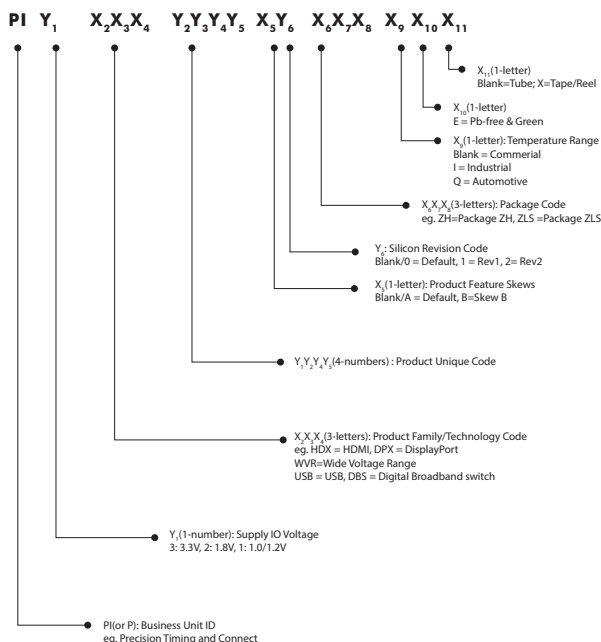 PI Y₁ X₂X₃X₄ Y₂Y₃Y₄Y₅ X₅Y₆ X₆X₇X₈ X₉ X₁₀ X₁₁
X₁₁(1-letter)
Blank=Tube; X=Tape/Reel
X₁₀(1-letter)
E = Pb-free & Green
X₉(1-letter): Temperature Range
Blank = Commerial
I = Industrial
Q = Automotive
X₆X₇X₈(3-letters): Package Code
eg. ZH=Package ZH, ZLS =Package ZLS
Y₆: Silicon Revision Code
Blank/0 = Default, 1 = Rev1, 2= Rev2
X₅(1-letter): Product Feature Skews
Blank/A = Default, B=Skew B
Y₁Y₂Y₄Y₅(4-numbers) : Product Unique Code
X₂X₃X₄(3-letters): Product Family/Technology Code
eg. HDX = HDMI, DPX = DisplayPort
WVR=Wide Voltage Range
USB = USB, DBS = Digital Broadband switch
Y₁(1-number): Supply IO Voltage
3: 3.3V, 2: 1.8V, 1: 1.0/1.2V
PI(or P): Business Unit ID
eg. Precision Timing and Connect